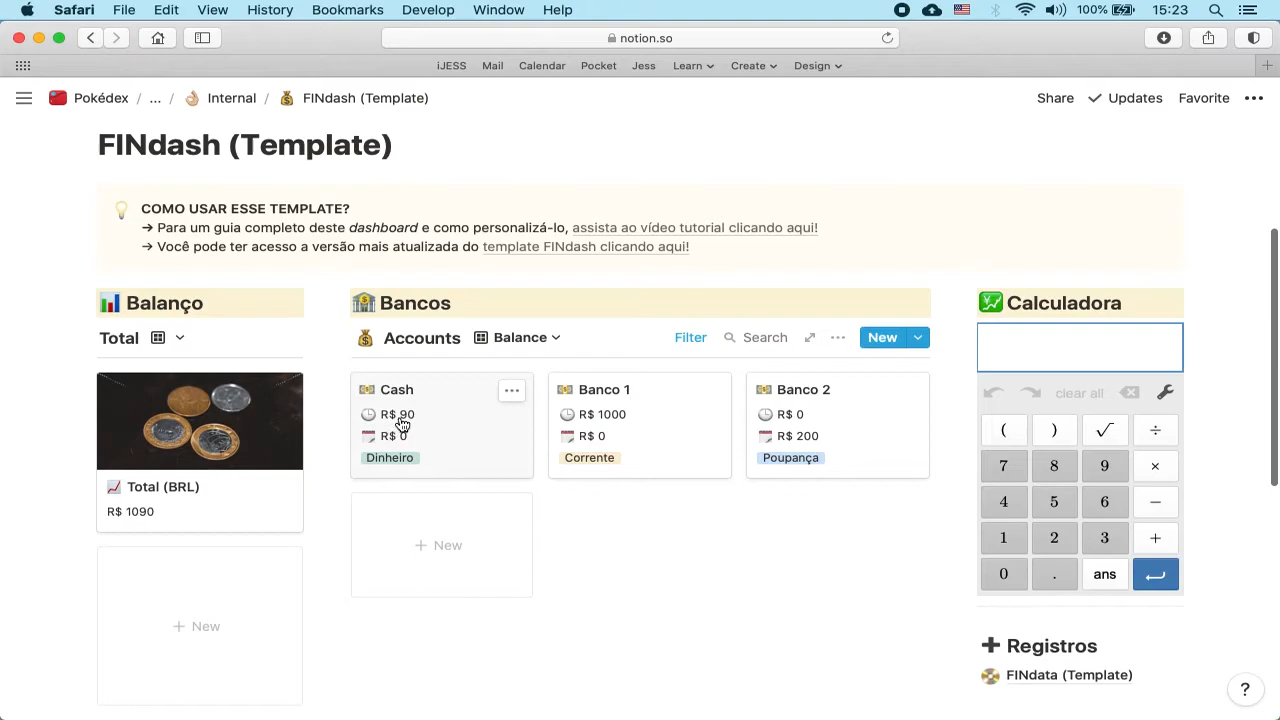 Safari File Edit View History Bookmarks Develop Window Help 100% 15:23
notion.so
iJESS Mail Calendar Pocket Jess Learn Create Design
Pokédex / ... / Internal / FINdash (Template) Share Updates Favorite
FINdash (Template)
COMO USAR ESSE TEMPLATE?
→ Para um guia completo deste dashboard e como personalizá-lo, assista ao vídeo tutorial clicando aqui!
→ Você pode ter acesso a versão mais atualizada do template FINdash clicando aqui!
Balanço
Total
Total (BRL)
R$ 1090
+ New
Bancos
Accounts Balance Filter Search New
Cash
R$ 90
R$ 0
Dinheiro
Banco 1
R$ 1000
R$ 0
Corrente
Banco 2
R$ 0
R$ 200
Poupança
+ New
Calculadora
clear all
( ) √ ÷
7 8 9 ×
4 5 6 −
1 2 3 +
0 . ans
Registros
FINdata (Template)
?